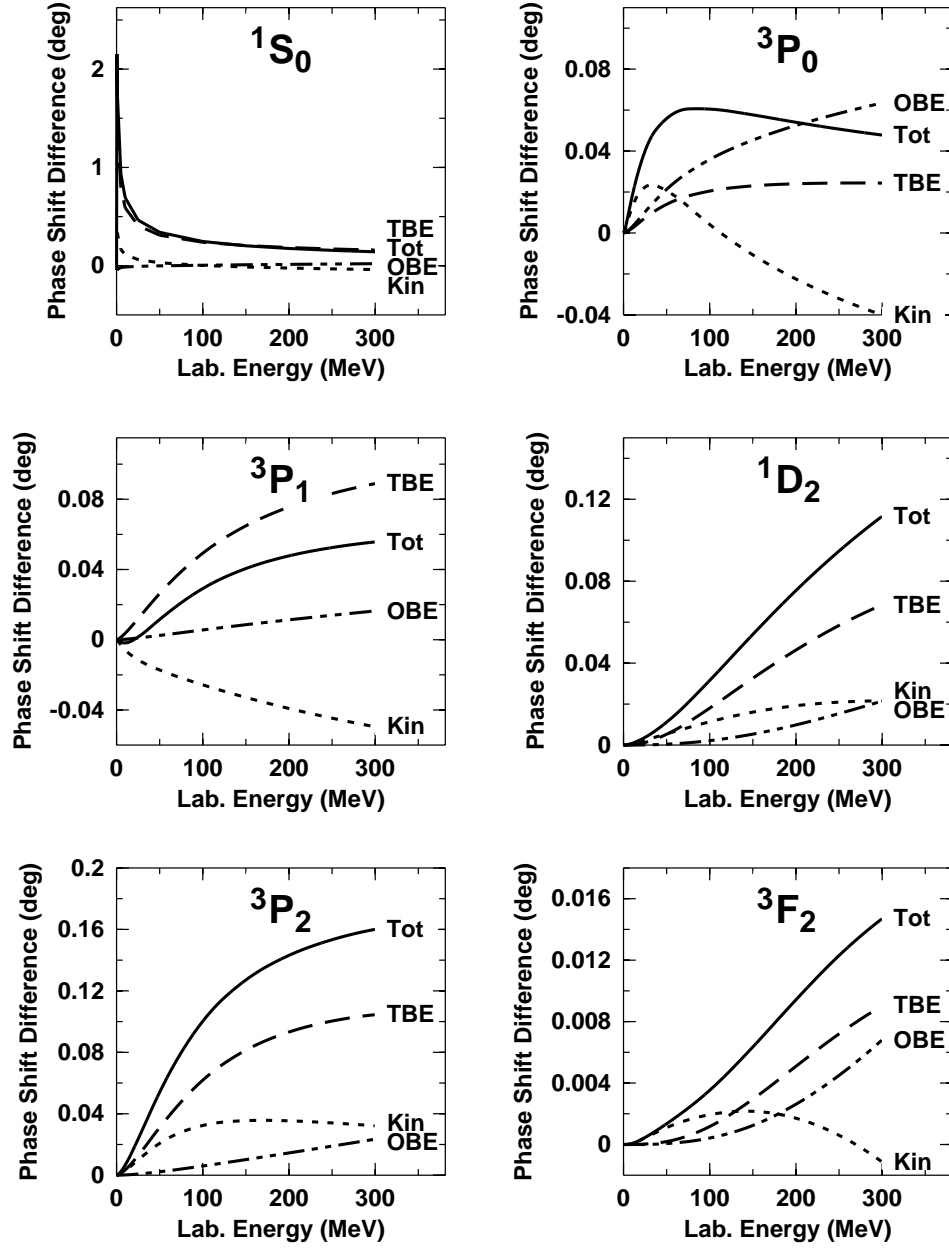 ¹S₀
Phase Shift Difference (deg)
2
1
0
TBE
Tot
OBE
Kin
0 100 200 300
Lab. Energy (MeV)
³P₀
Phase Shift Difference (deg)
0.08
0.04
0
-0.04
OBE
Tot
TBE
Kin
0 100 200 300
Lab. Energy (MeV)
³P₁
Phase Shift Difference (deg)
0.08
0.04
0
-0.04
TBE
Tot
OBE
Kin
0 100 200 300
Lab. Energy (MeV)
¹D₂
Phase Shift Difference (deg)
0.12
0.08
0.04
0
Tot
TBE
Kin
OBE
0 100 200 300
Lab. Energy (MeV)
³P₂
Phase Shift Difference (deg)
0.2
0.16
0.12
0.08
0.04
0
Tot
TBE
Kin
OBE
0 100 200 300
Lab. Energy (MeV)
³F₂
Phase Shift Difference (deg)
0.016
0.012
0.008
0.004
0
Tot
TBE
OBE
Kin
0 100 200 300
Lab. Energy (MeV)